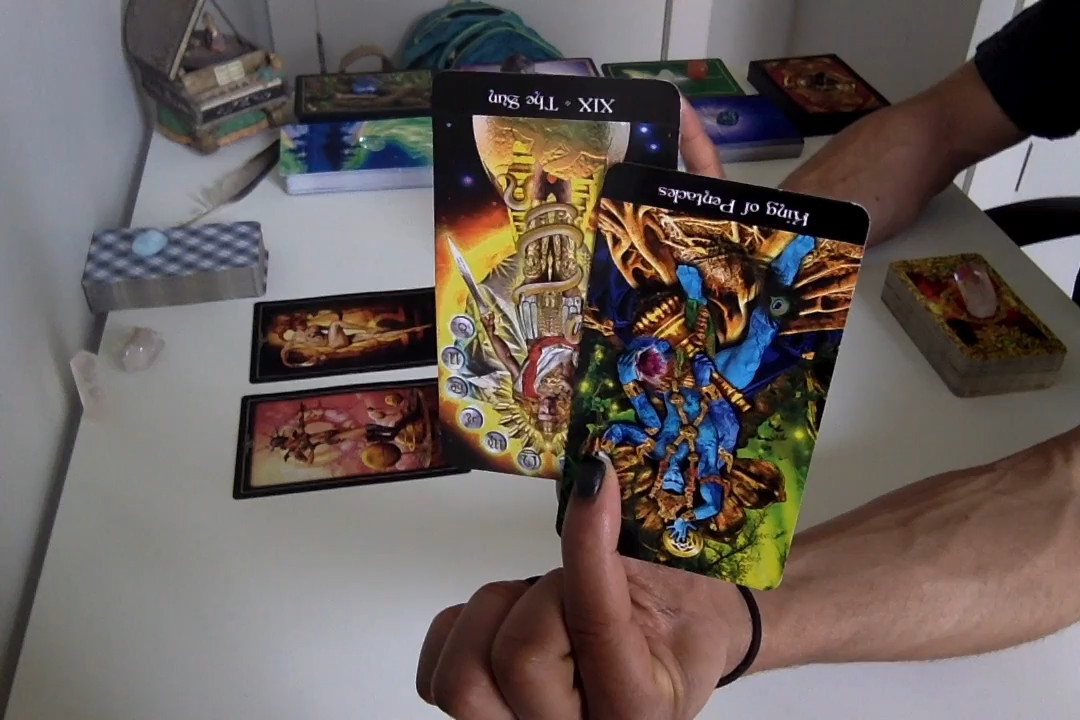 XIX • The Sun
King of Pentacles